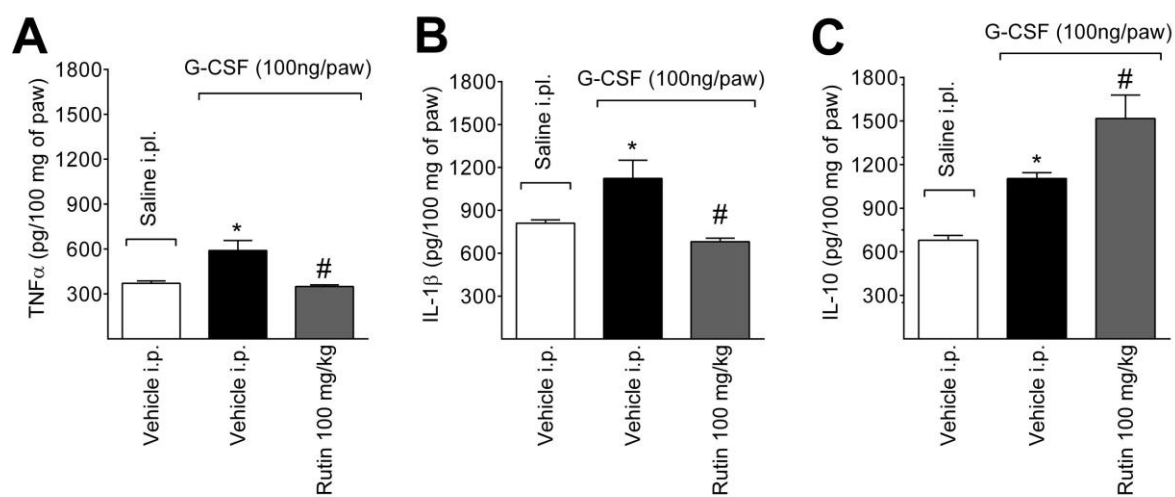 A
G-CSF (100ng/paw)
TNFα (pg/100 mg of paw)
1800
1500
1200
900
600
300
Saline i.pl.
*
#
Vehicle i.p.
Vehicle i.p.
Rutin 100 mg/kg
B
G-CSF (100ng/paw)
IL-1β (pg/100 mg of paw)
1800
1500
1200
900
600
300
Saline i.pl.
*
#
Vehicle i.p.
Vehicle i.p.
Rutin 100 mg/kg
C
G-CSF (100ng/paw)
IL-10 (pg/100 mg of paw)
1800
1500
1200
900
600
300
Saline i.pl.
*
#
Vehicle i.p.
Vehicle i.p.
Rutin 100 mg/kg